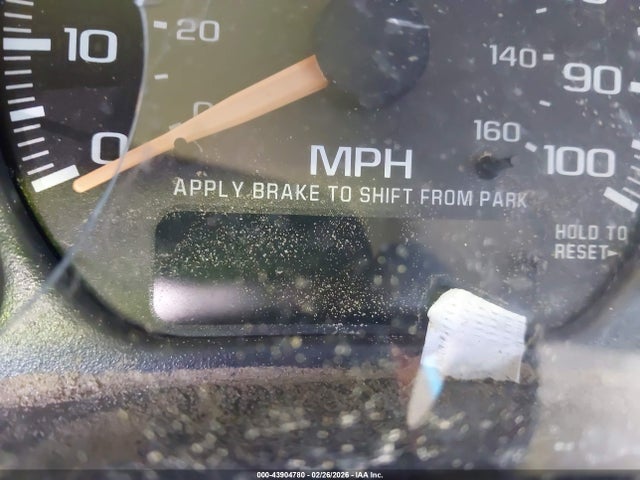 10
20
0
0
MPH
140
90
160
100
APPLY BRAKE TO SHIFT FROM PARK
HOLD TO
RESET
000-43904780 - 02/26/2026 - IAA Inc.